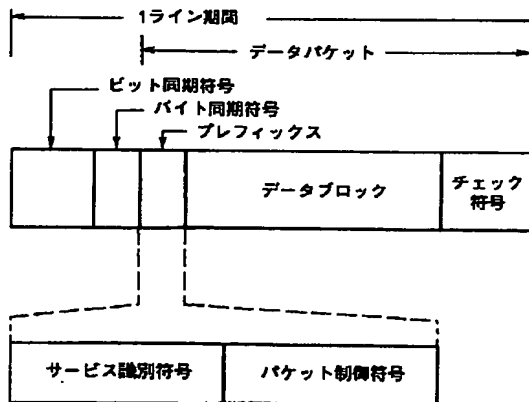 1ライン期間
データパケット
ビット同期符号
バイト同期符号
プレフィックス
データブロック
チェック
符号
サービス識別符号
パケット制御符号